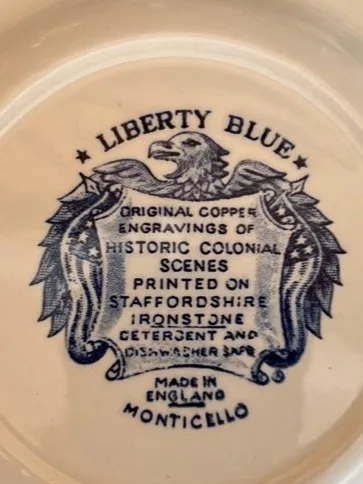 ★ LIBERTY BLUE ★
ORIGINAL COPPER
ENGRAVINGS OF
HISTORIC COLONIAL
SCENES
PRINTED ON
STAFFORDSHIRE
IRONSTONE
DETERGENT AND
DISHWASHER SAFE
MADE IN
ENGLAND
MONTICELLO